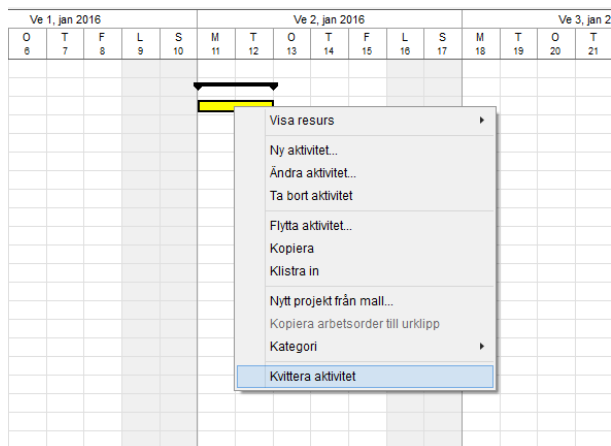 Ve 1, jan 2016 Ve 2, jan 2016 Ve 3, jan 2
O T F L S M T O T F L S M T O T
6 7 8 9 10 11 12 13 14 15 16 17 18 19 20 21
Visa resurs
Ny aktivitet...
Ändra aktivitet...
Ta bort aktivitet
Flytta aktivitet...
Kopiera
Klistra in
Nytt projekt från mall...
Kopiera arbetsorder till urklipp
Kategori
Kvittera aktivitet